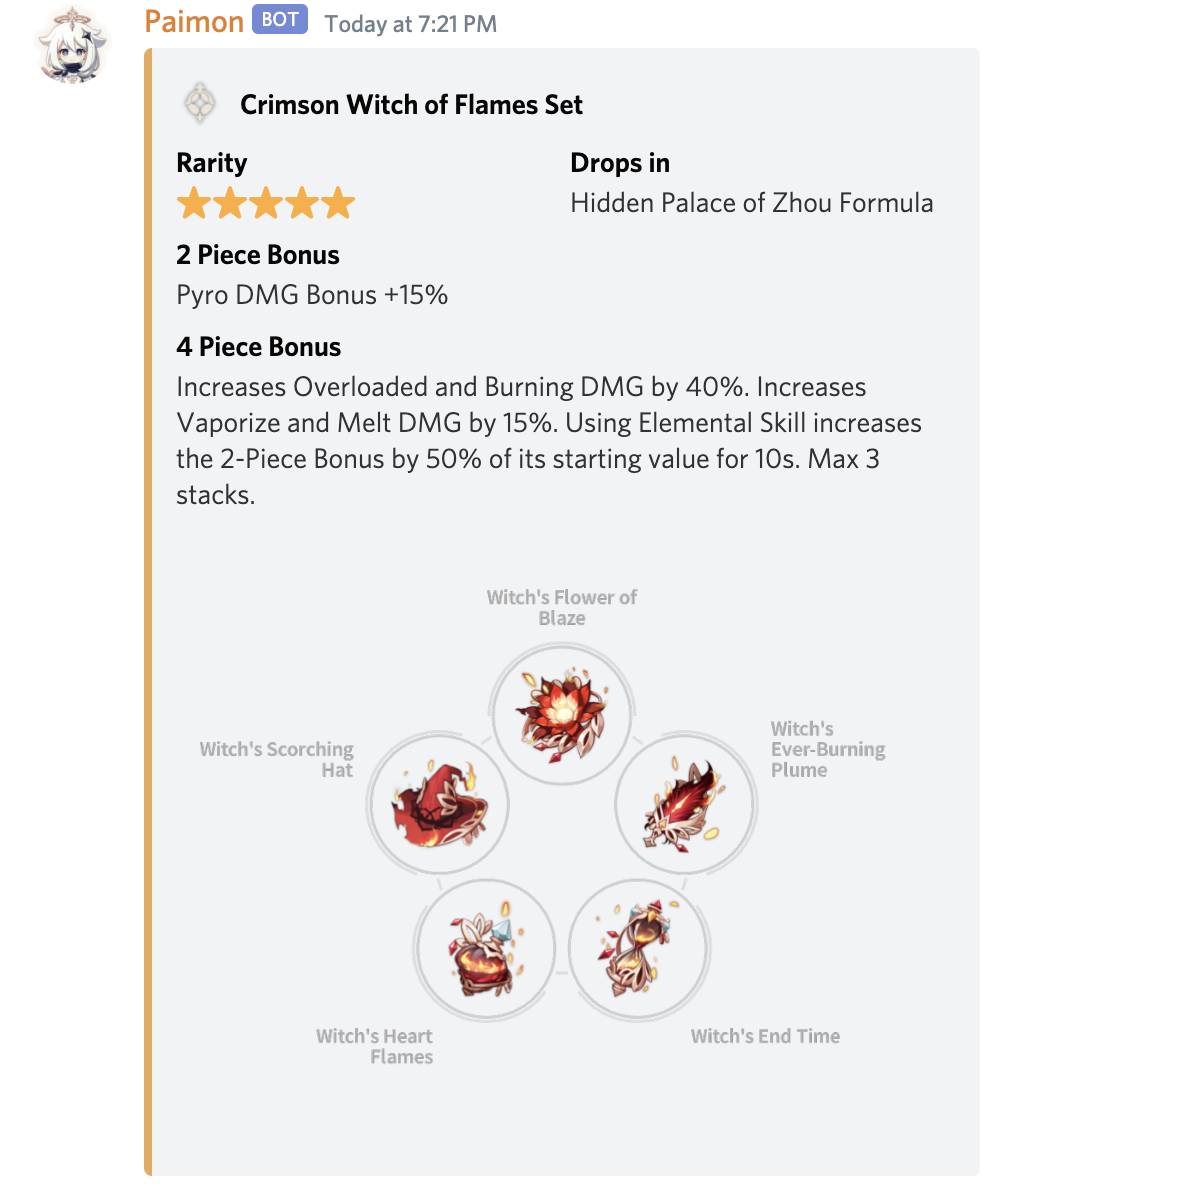 Paimon BOT Today at 7:21 PM
Crimson Witch of Flames Set
Rarity
Drops in
Hidden Palace of Zhou Formula
2 Piece Bonus
Pyro DMG Bonus +15%
4 Piece Bonus
Increases Overloaded and Burning DMG by 40%. Increases
Vaporize and Melt DMG by 15%. Using Elemental Skill increases
the 2-Piece Bonus by 50% of its starting value for 10s. Max 3
stacks.
Witch's Flower of
Blaze
Witch's
Ever-Burning
Plume
Witch's Scorching
Hat
Witch's Heart
Flames
Witch's End Time